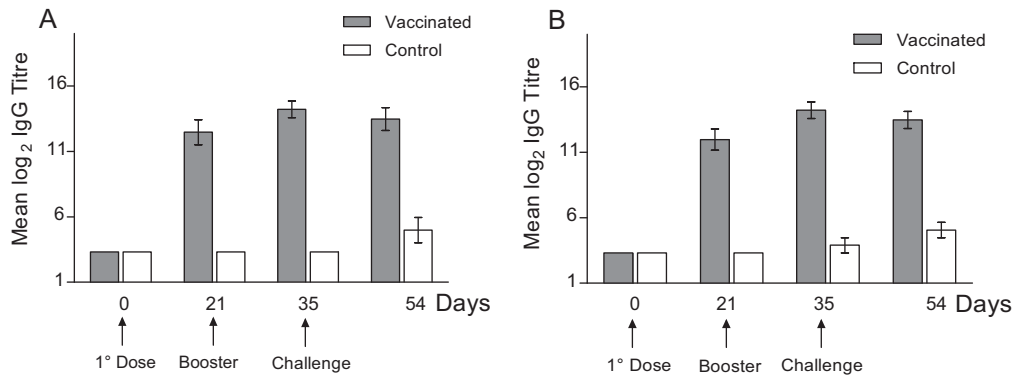 A
Vaccinated
Control
Mean log2 IgG Titre
16
11
6
1
0 21 35 54 Days
1° Dose Booster Challenge
B
Vaccinated
Control
Mean log2 IgG Titre
16
11
6
1
0 21 35 54 Days
1° Dose Booster Challenge